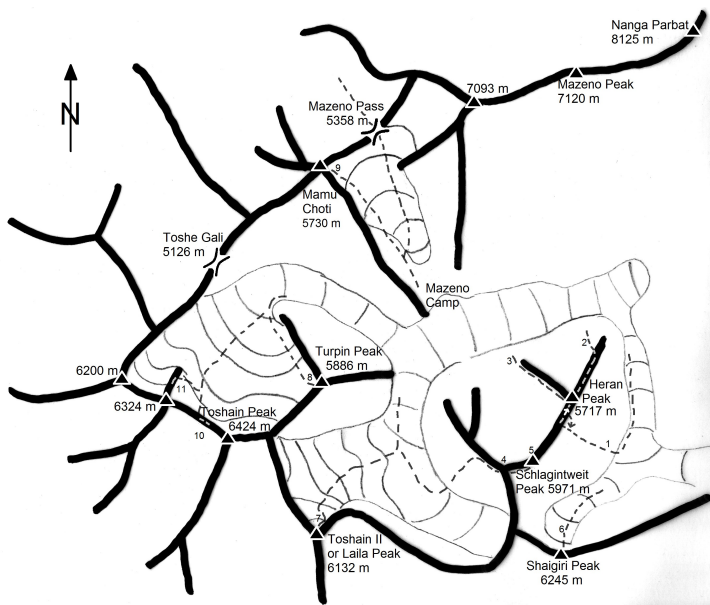 Nanga Parbat
8125 m
7093 m
Mazeno Peak
7120 m
N
Mazeno Pass
5358 m
9
Mamu
Choti
5730 m
Toshe Gali
5126 m
Mazeno
Camp
2
3
Turpin Peak
5886 m
8
6200 m
11
6324 m
Heran
Peak
5717 m
Toshain Peak
6424 m
10
1
5
4
Schlagintweit
Peak 5971 m
7
6
Toshain II
or Laila Peak
6132 m
Shaigiri Peak
6245 m